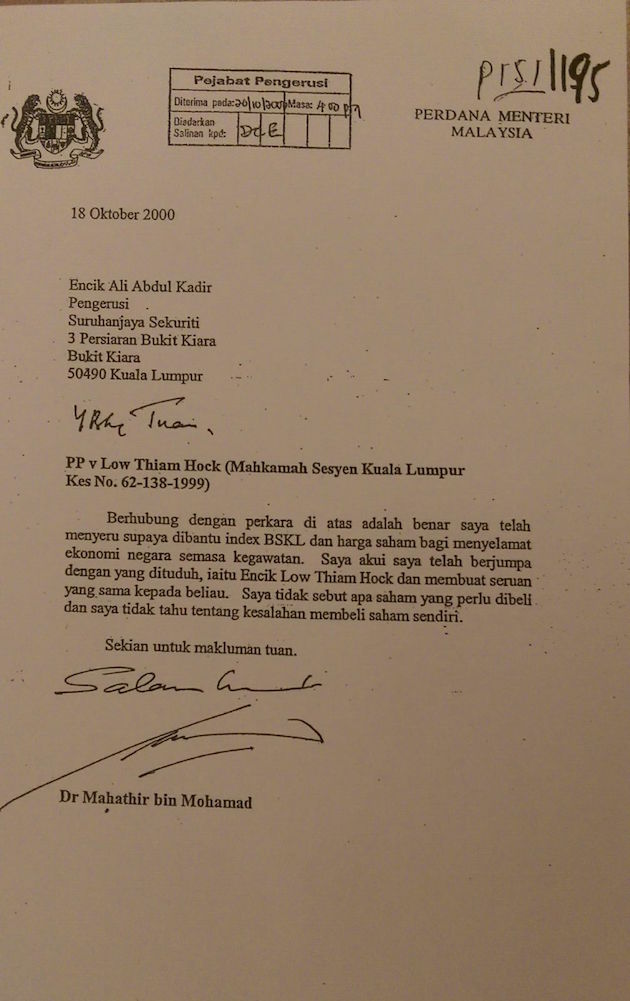 Pejabat Pengerusi
Diterima pada: 20/10/2000 Masa: 4:00 pm
Diedarkan
Salinan kpd: DCE
PERDANA MENTERI
MALAYSIA
18 Oktober 2000
Encik Ali Abdul Kadir
Pengerusi
Suruhanjaya Sekuriti
3 Persiaran Bukit Kiara
Bukit Kiara
50490 Kuala Lumpur
YBhg Tuan,
PP v Low Thiam Hock (Mahkamah Sesyen Kuala Lumpur
Kes No. 62-138-1999)
Berhubung dengan perkara di atas adalah benar saya telah
menyeru supaya dibantu index BSKL dan harga saham bagi menyelamat
ekonomi negara semasa kegawatan. Saya akui saya telah berjumpa
dengan yang dituduh, iaitu Encik Low Thiam Hock dan membuat seruan
yang sama kepada beliau. Saya tidak sebut apa saham yang perlu dibeli
dan saya tidak tahu tentang kesalahan membeli saham sendiri.
Sekian untuk makluman tuan.
Salam
Dr Mahathir bin Mohamad